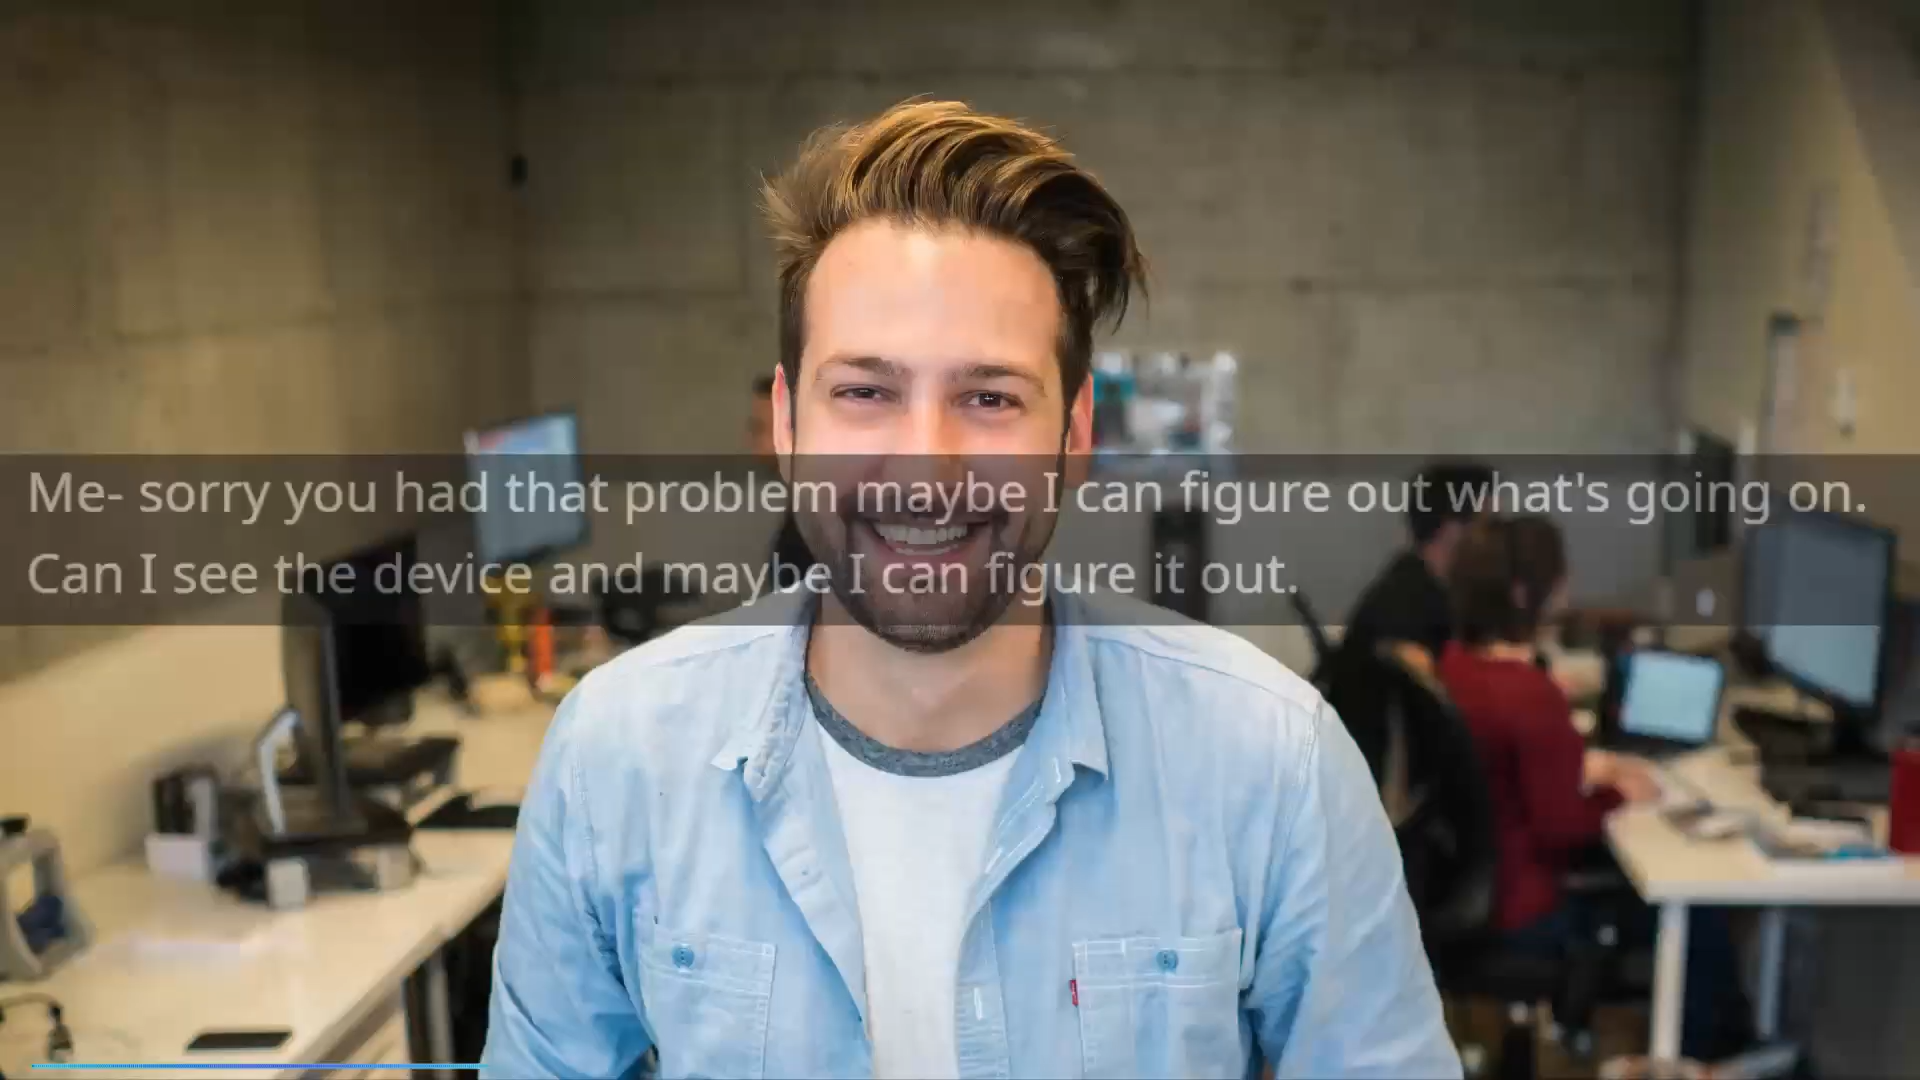 Me- sorry you had that problem maybe I can figure out what's going on.
Can I see the device and maybe I can figure it out.